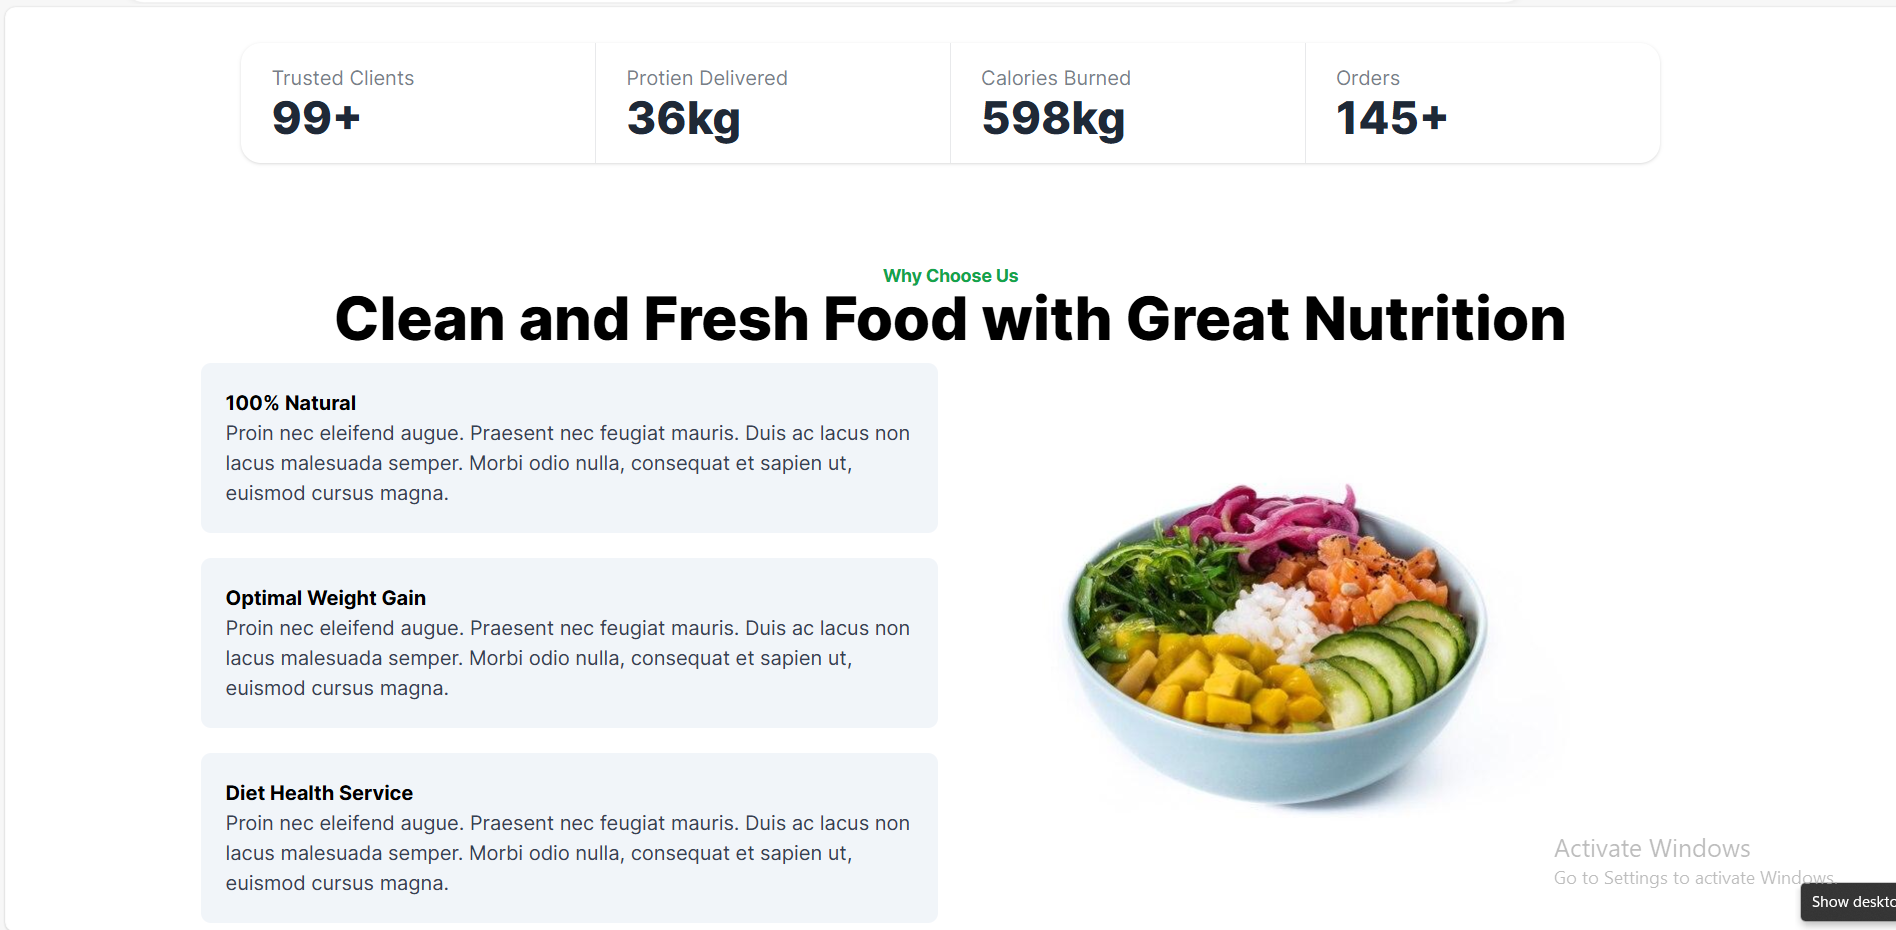 Trusted Clients
99+
Protien Delivered
36kg
Calories Burned
598kg
Orders
145+
Why Choose Us
Clean and Fresh Food with Great Nutrition
100% Natural
Proin nec eleifend augue. Praesent nec feugiat mauris. Duis ac lacus non
lacus malesuada semper. Morbi odio nulla, consequat et sapien ut,
euismod cursus magna.
Optimal Weight Gain
Proin nec eleifend augue. Praesent nec feugiat mauris. Duis ac lacus non
lacus malesuada semper. Morbi odio nulla, consequat et sapien ut,
euismod cursus magna.
Diet Health Service
Proin nec eleifend augue. Praesent nec feugiat mauris. Duis ac lacus non
lacus malesuada semper. Morbi odio nulla, consequat et sapien ut,
euismod cursus magna.
Activate Windows
Go to Settings to activate Windows.
Show deskto